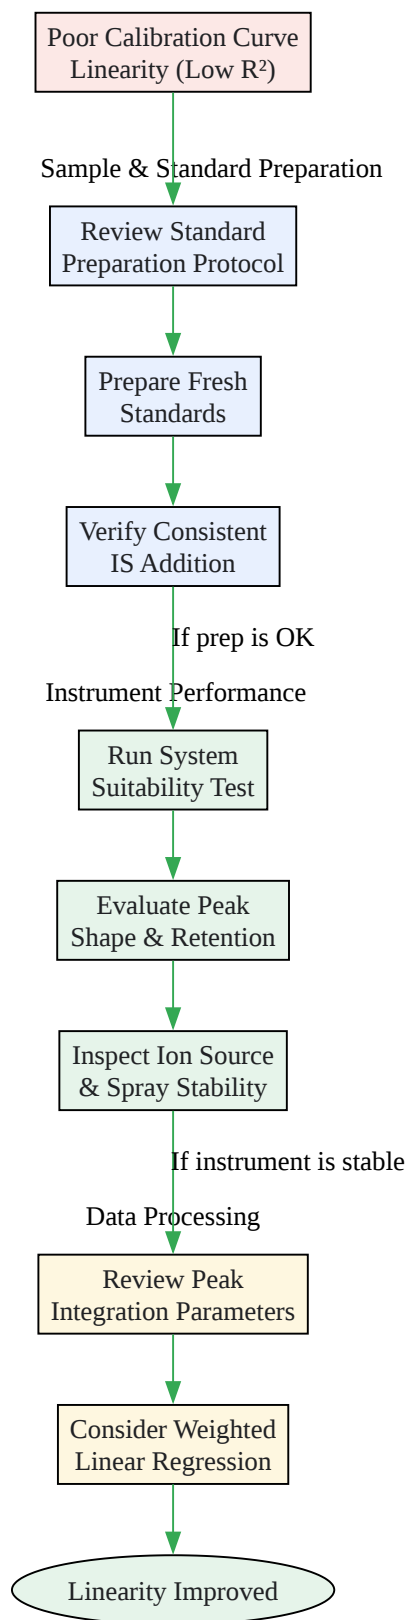 Poor Calibration Curve
Linearity (Low R²)
Sample & Standard Preparation
Review Standard
Preparation Protocol
Prepare Fresh
Standards
Verify Consistent
IS Addition
If prep is OK
Instrument Performance
Run System
Suitability Test
Evaluate Peak
Shape & Retention
Inspect Ion Source
& Spray Stability
If instrument is stable
Data Processing
Review Peak
Integration Parameters
Consider Weighted
Linear Regression
Linearity Improved